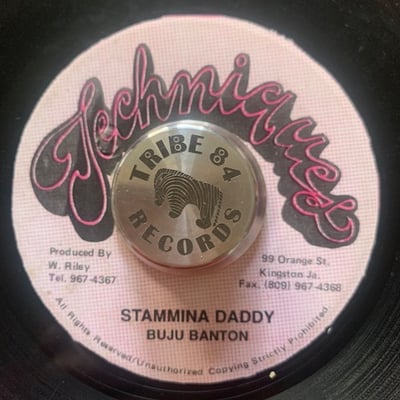 Techniques
TRIBE 84
RECORDS
Produced By
W. Riley
Tel. 967-4367
99 Orange St.
Kingston Ja.
Fax. (809) 967-4368
STAMMINA DADDY
BUJU BANTON
All Rights Reserved/Unauthorized Copying Strictly Prohibited